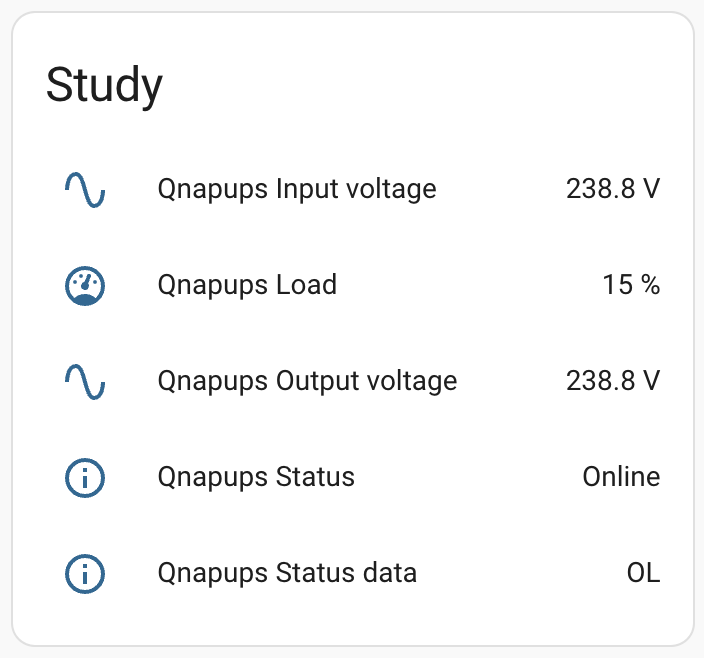 Study
Qnapups Input voltage 238.8 V
Qnapups Load 15 %
Qnapups Output voltage 238.8 V
Qnapups Status Online
Qnapups Status data OL